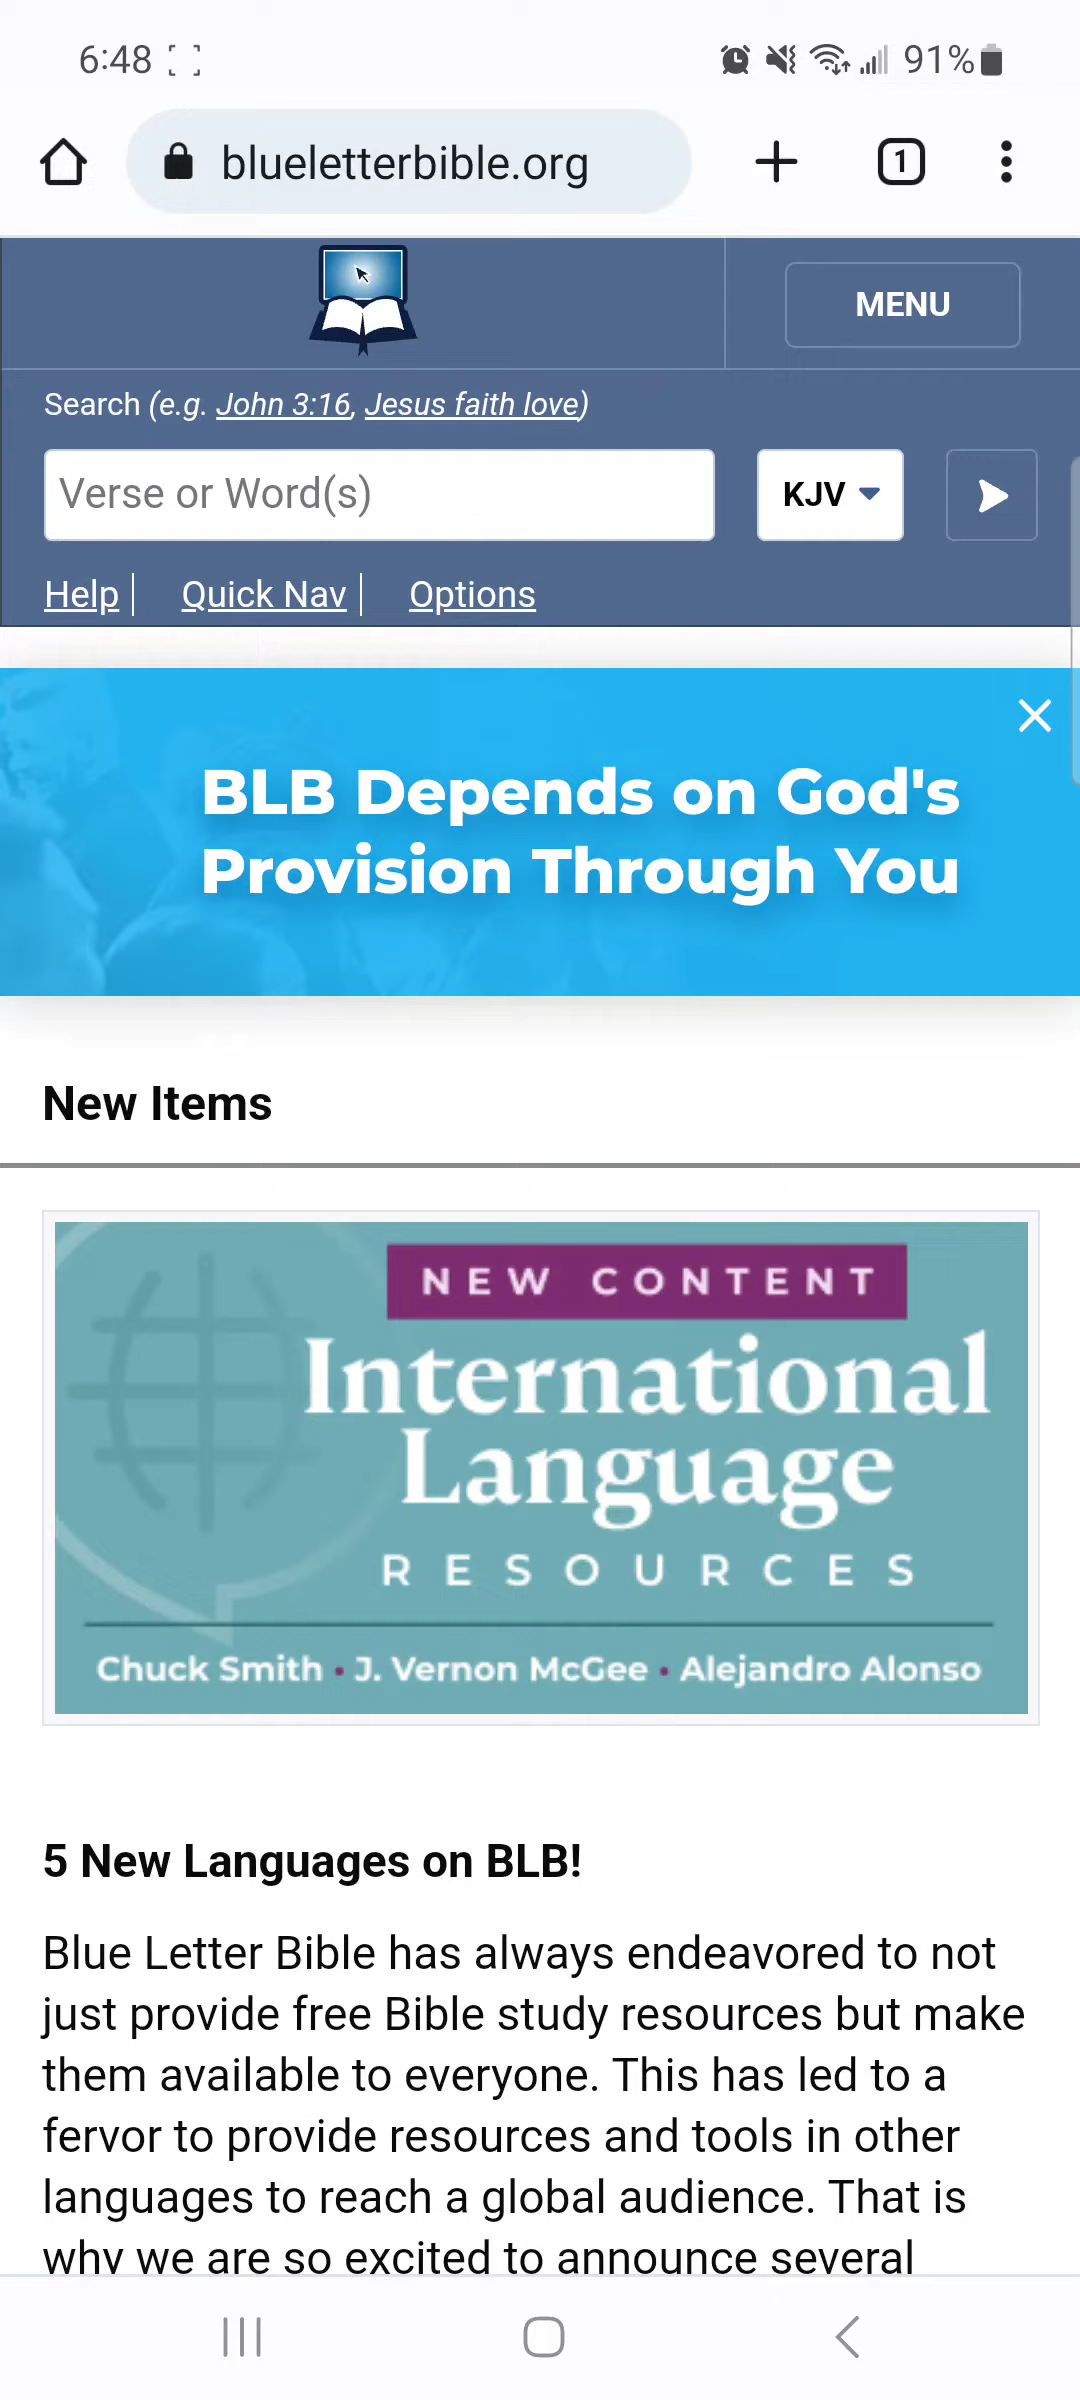 6:48
91%
blueletterbible.org
1
MENU
Search (e.g. John 3:16, Jesus faith love)
Verse or Word(s)
KJV
Help
Quick Nav
Options
BLB Depends on God's
Provision Through You
New Items
NEW CONTENT
International
Language
RESOURCES
Chuck Smith • J. Vernon McGee • Alejandro Alonso
5 New Languages on BLB!
Blue Letter Bible has always endeavored to not
just provide free Bible study resources but make
them available to everyone. This has led to a
fervor to provide resources and tools in other
languages to reach a global audience. That is
why we are so excited to announce several